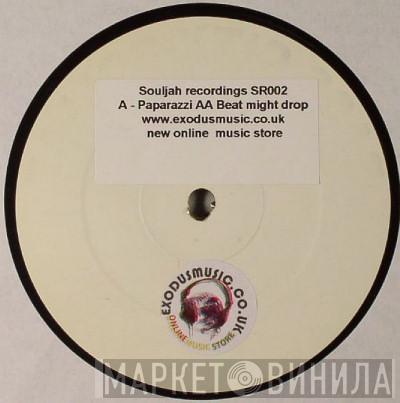 Souljah recordings SR002
A - Paparazzi AA Beat might drop
www.exodusmusic.co.uk
new online  music store
EXODUSMUSIC.CO.UK
ONLINE MUSIC STORE
МАРКЕТ ВИНИЛА